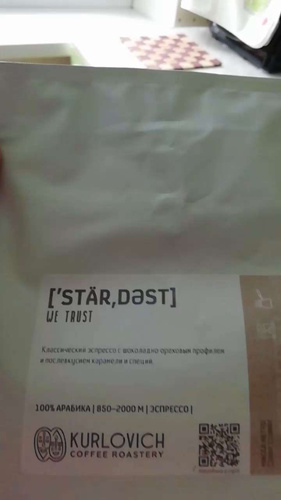 ['STÄR,DƏST]
WE TRUST
Классический эспрессо с шоколадно-ореховым профилем
и послевкусием карамели и специй.
100% АРАБИКА | 850–2000 М | ЭСПРЕССО |
KURLOVICH
COFFEE ROASTERY